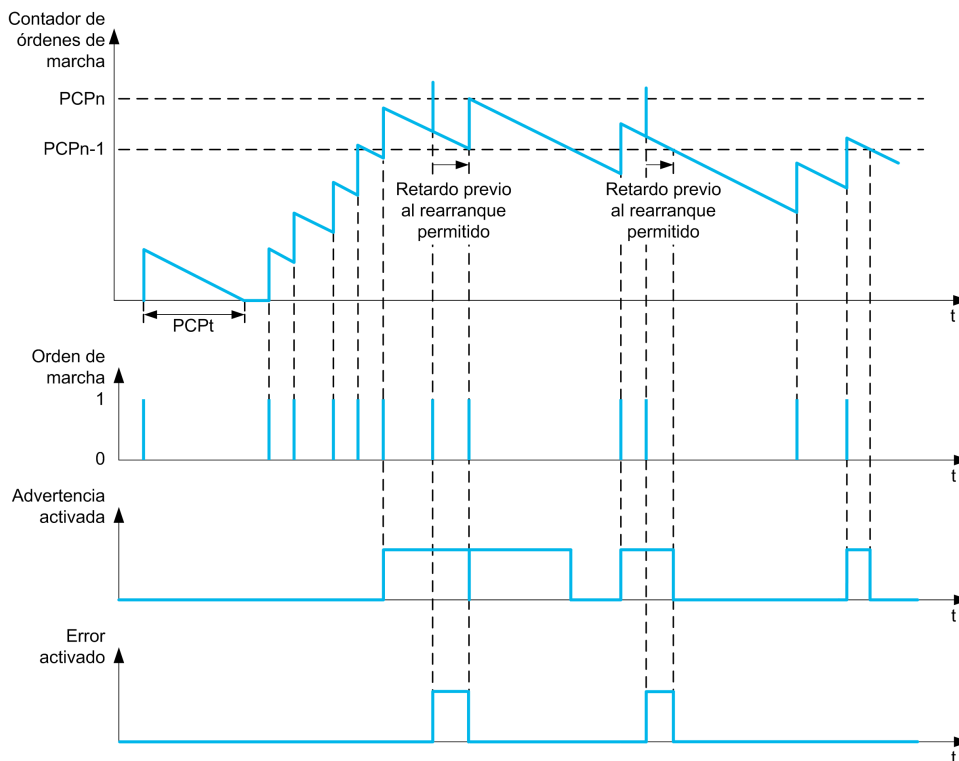 Contador de
órdenes de
marcha
PCPn
PCPn-1
Retardo previo
al rearranque
permitido
Retardo previo
al rearranque
permitido
PCPt
t
Orden de
marcha
1
0
t
Advertencia
activada
t
Error
activado
t